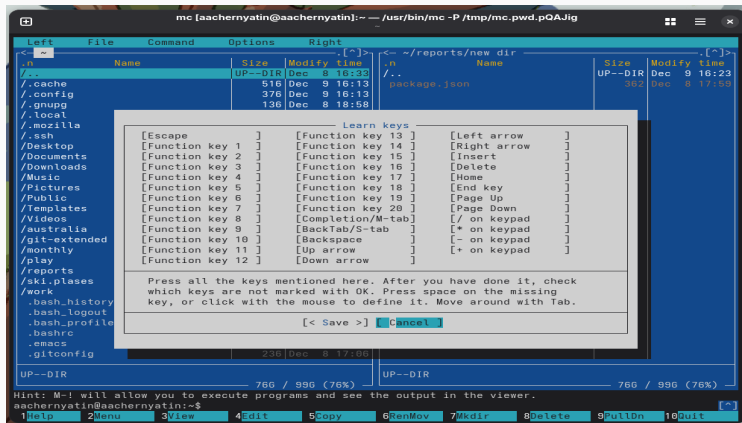 mc [aachernyatin@aachernyatin]:~ — /usr/bin/mc -P /tmp/mc.pwd.pQAJig
Left File Command Options Right
<- ~ .[^]> <- ~/reports/new dir .[^]>
.n Name Size Modify time .n Name Size Modify time
/.. UP--DIR Dec 8 16:33 /.. UP--DIR Dec 9 16:23
/.cache 516 Dec 9 16:13 package.json 362 Dec 8 17:59
/.config 376 Dec 9 16:13
/.gnupg 136 Dec 8 18:58
/.local
/.mozilla Learn keys
/.ssh [Escape ] [Function key 13 ] [Left arrow ]
/Desktop [Function key 1 ] [Function key 14 ] [Right arrow ]
/Documents [Function key 2 ] [Function key 15 ] [Insert ]
/Downloads [Function key 3 ] [Function key 16 ] [Delete ]
/Music [Function key 4 ] [Function key 17 ] [Home ]
/Pictures [Function key 5 ] [Function key 18 ] [End key ]
/Public [Function key 6 ] [Function key 19 ] [Page Up ]
/Templates [Function key 7 ] [Function key 20 ] [Page Down ]
/Videos [Function key 8 ] [Completion/M-tab] [/ on keypad ]
/australia [Function key 9 ] [BackTab/S-tab ] [* on keypad ]
/git-extended [Function key 10 ] [Backspace ] [- on keypad ]
/monthly [Function key 11 ] [Up arrow ] [+ on keypad ]
/play [Function key 12 ] [Down arrow ]
/reports
/ski.plases Press all the keys mentioned here. After you have done it, check
/work which keys are not marked with OK. Press space on the missing
.bash_history key, or click with the mouse to define it. Move around with Tab.
.bash_logout
.bash_profile [< Save >] [ Cancel ]
.bashrc
.emacs
.gitconfig 236 Dec 8 17:06
UP--DIR UP--DIR
76G / 99G (76%) 76G / 99G (76%)
Hint: M-! will allow you to execute programs and see the output in the viewer.
aachernyatin@aachernyatin:~$ [^]
1Help 2Menu 3View 4Edit 5Copy 6RenMov 7Mkdir 8Delete 9PullDn 10Quit